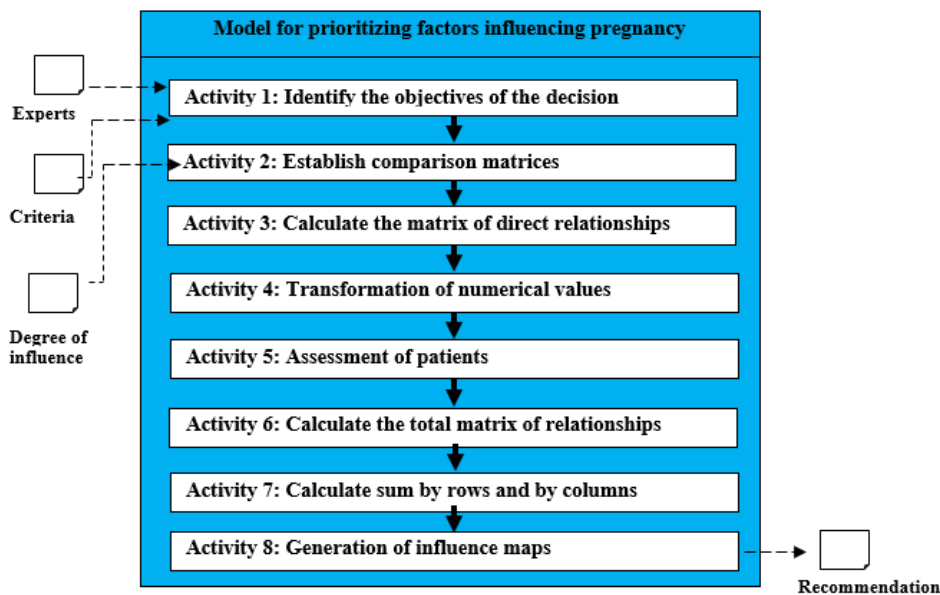 Model for prioritizing factors influencing pregnancy
Experts
Criteria
Degree of
influence
Activity 1: Identify the objectives of the decision
Activity 2: Establish comparison matrices
Activity 3: Calculate the matrix of direct relationships
Activity 4: Transformation of numerical values
Activity 5: Assessment of patients
Activity 6: Calculate the total matrix of relationships
Activity 7: Calculate sum by rows and by columns
Activity 8: Generation of influence maps
Recommendation